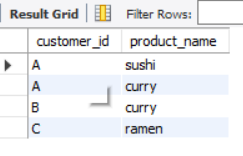 Result Grid Filter Rows:
customer_id product_name
A sushi
A curry
B curry
C ramen